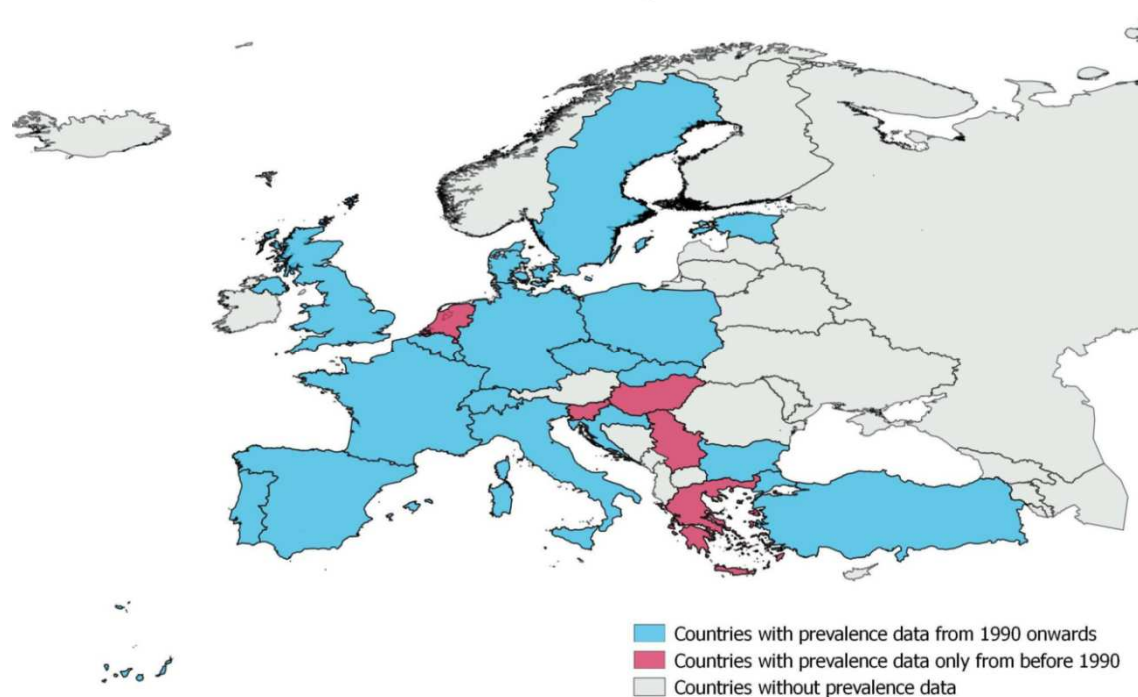 Countries with prevalence data from 1990 onwards
Countries with prevalence data only from before 1990
Countries without prevalence data